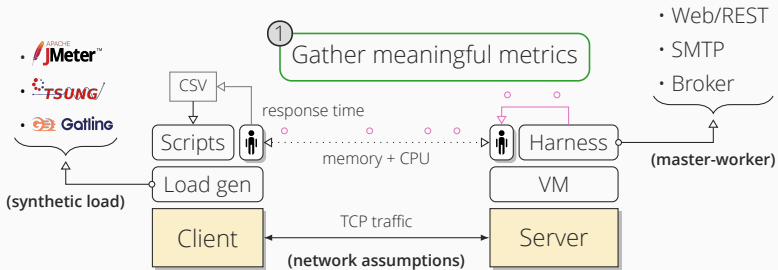 1
Gather meaningful metrics
• Web/REST
• SMTP
• Broker
• APACHE JMeter™
• TSUNG
• Gatling
CSV
response time
Scripts
memory + CPU
Harness
(master-worker)
Load gen
VM
(synthetic load)
Client
TCP traffic
Server
(network assumptions)